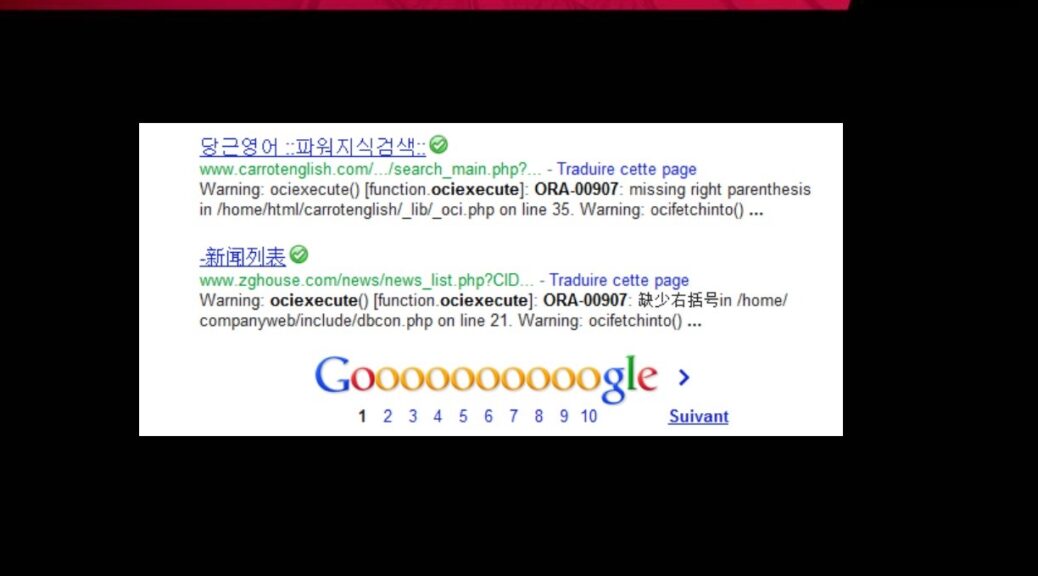 당근영어 ::파워지식검색::
www.carrotenglish.com/.../search_main.php?... - Traduire cette page
Warning: ociexecute() [function.ociexecute]: ORA-00907: missing right parenthesis
in /home/html/carrotenglish/_lib/_oci.php on line 35. Warning: ocifetchinto() ...
-新闻列表
www.zghouse.com/news/news_list.php?CID... - Traduire cette page
Warning: ociexecute() [function.ociexecute]: ORA-00907: 缺少右括号in /home/
companyweb/include/dbcon.php on line 21. Warning: ocifetchinto() ...
Goooooooooogle >
1 2 3 4 5 6 7 8 9 10 Suivant